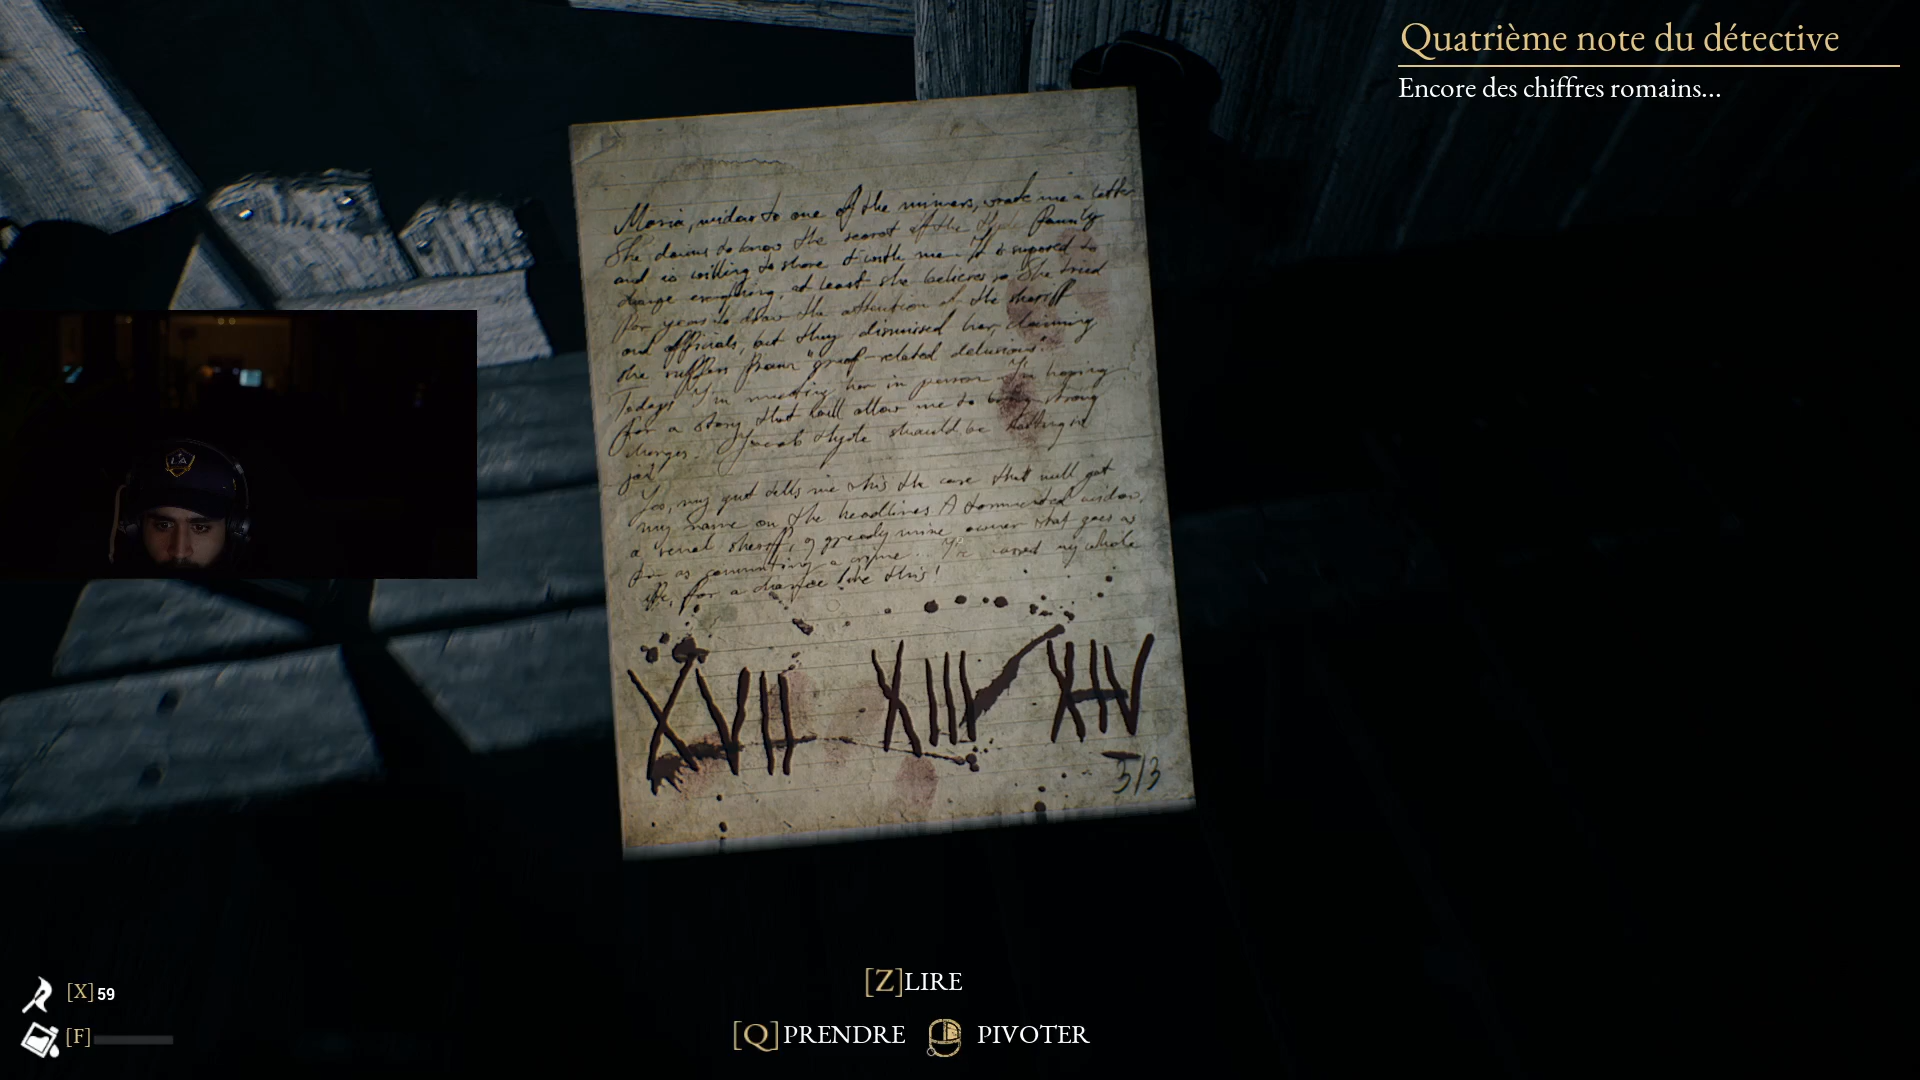 Quatrième note du détective
Encore des chiffres romains...
Maria, widow to one of the miners, wrote me a letter.
She claims to know the secret of the Hyde family
and is willing to share it with me. It is supposed to
change everything, at least she believes so. She tried
for years to draw the attention of the sheriff
and officials, but they dismissed her, claiming
she suffers from "grief-related delusions".
Today I'm meeting her in person. I'm hoping
for a story that will allow me to bring strong
charges. Jacob Hyde should be rotting in
jail.
Yes, my gut tells me this the case that will get
my name on the headlines. A tormented widow,
a venal sheriff, a greedy mine owner that goes as
far as committing a crime... I've waited my whole
life, for a chance like this!
XVII XIII XIV
3/3
LA
[Z]LIRE
[X] 59
[Q]PRENDRE PIVOTER
[F]